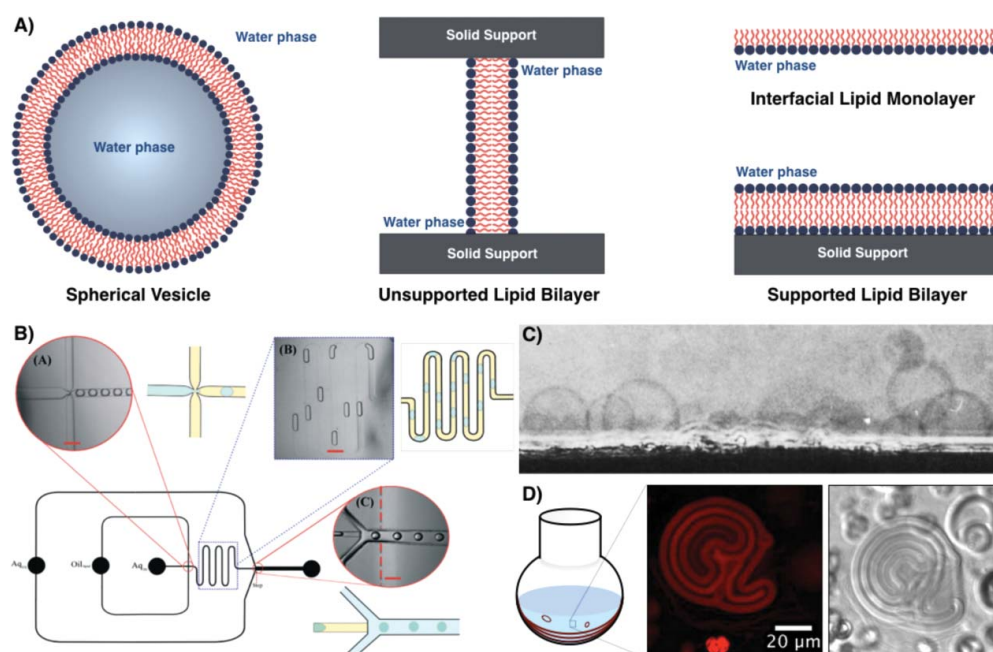 A)
Water phase
Water phase
Spherical Vesicle
Solid Support
Water phase
Water phase
Solid Support
Unsupported Lipid Bilayer
Water phase
Interfacial Lipid Monolayer
Water phase
Solid Support
Supported Lipid Bilayer
B)
(A)
(B)
(C)
Aq
Oil
Aq
Step
C)
D)
20 µm